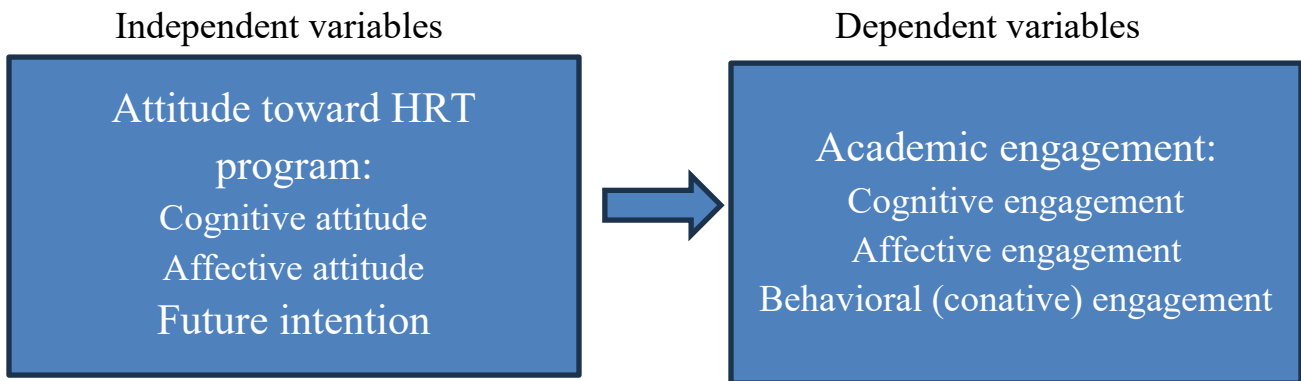 Independent variables
Attitude toward HRT
program:
Cognitive attitude
Affective attitude
Future intention
Dependent variables
Academic engagement:
Cognitive engagement
Affective engagement
Behavioral (conative) engagement